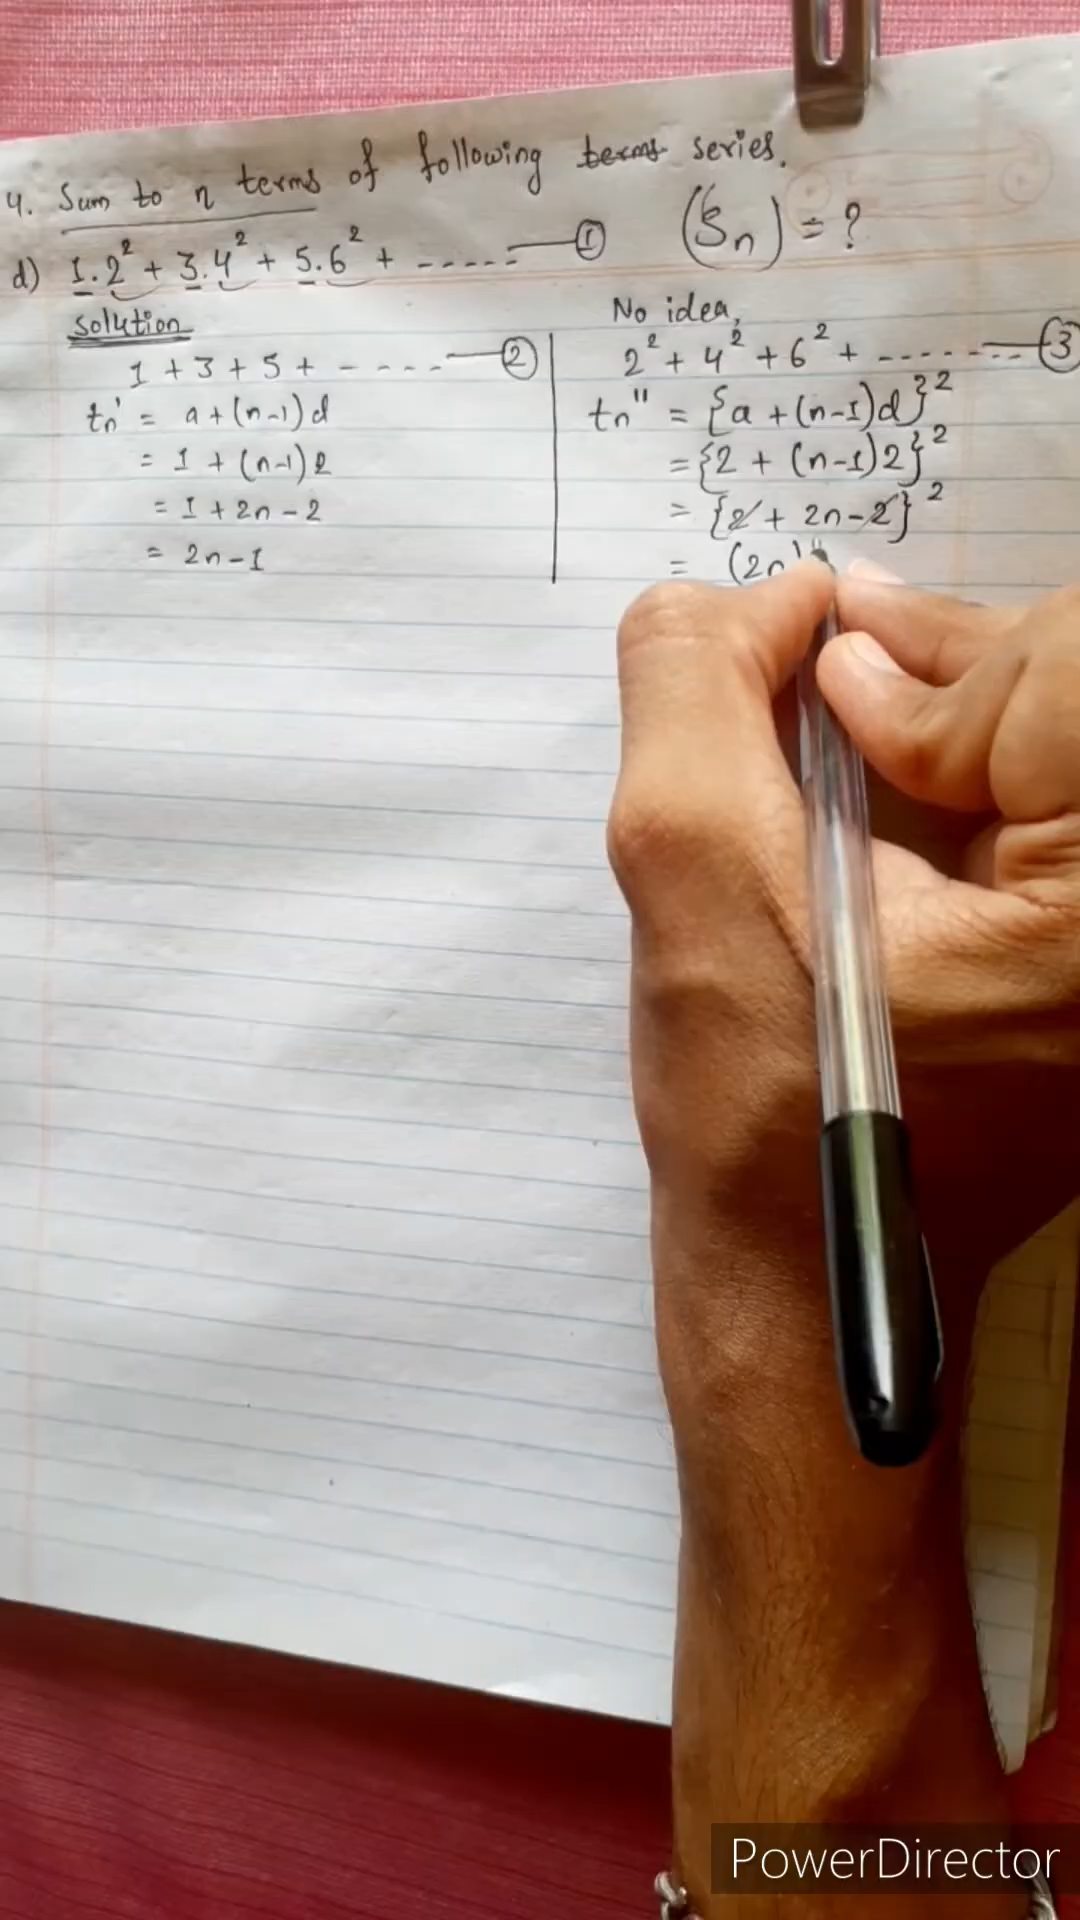 4. Sum to n terms of following terms series.
d) 1.2² + 3.4² + 5.6² + ------ ① (Sn) = ?
solution
1 + 3 + 5 + ----- ②
tn' = a + (n-1)d
= 1 + (n-1)2
= 1 + 2n - 2
= 2n - 1
No idea,
2² + 4² + 6² + ------- ③
tn" = {a + (n-1)d}²
= {2 + (n-1)2}²
= {2 + 2n - 2}²
= (2n)
PowerDirector